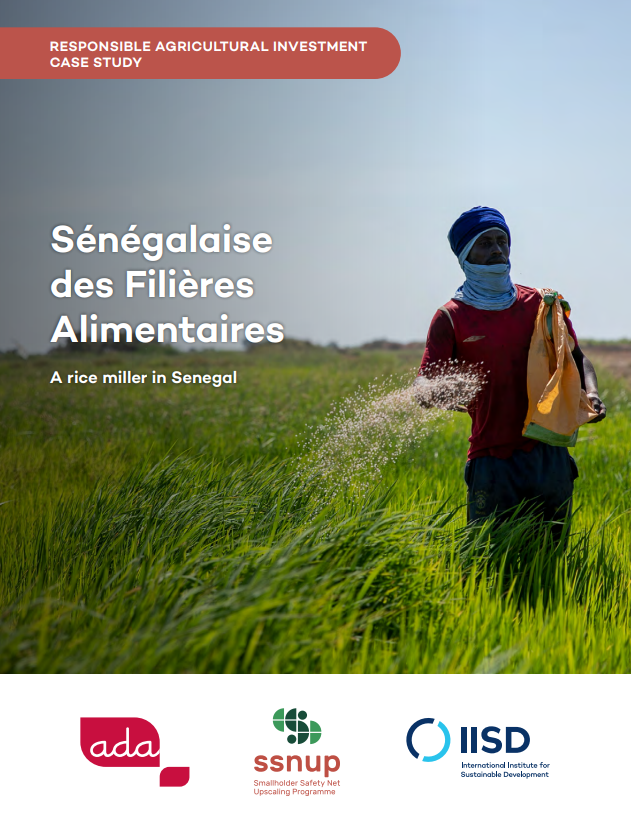 RESPONSIBLE AGRICULTURAL INVESTMENT
CASE STUDY
Sénégalaise
des Filières
Alimentaires
A rice miller in Senegal
ada
ssnup
Smallholder Safety Net
Upscaling Programme
IISD
International Institute for
Sustainable Development